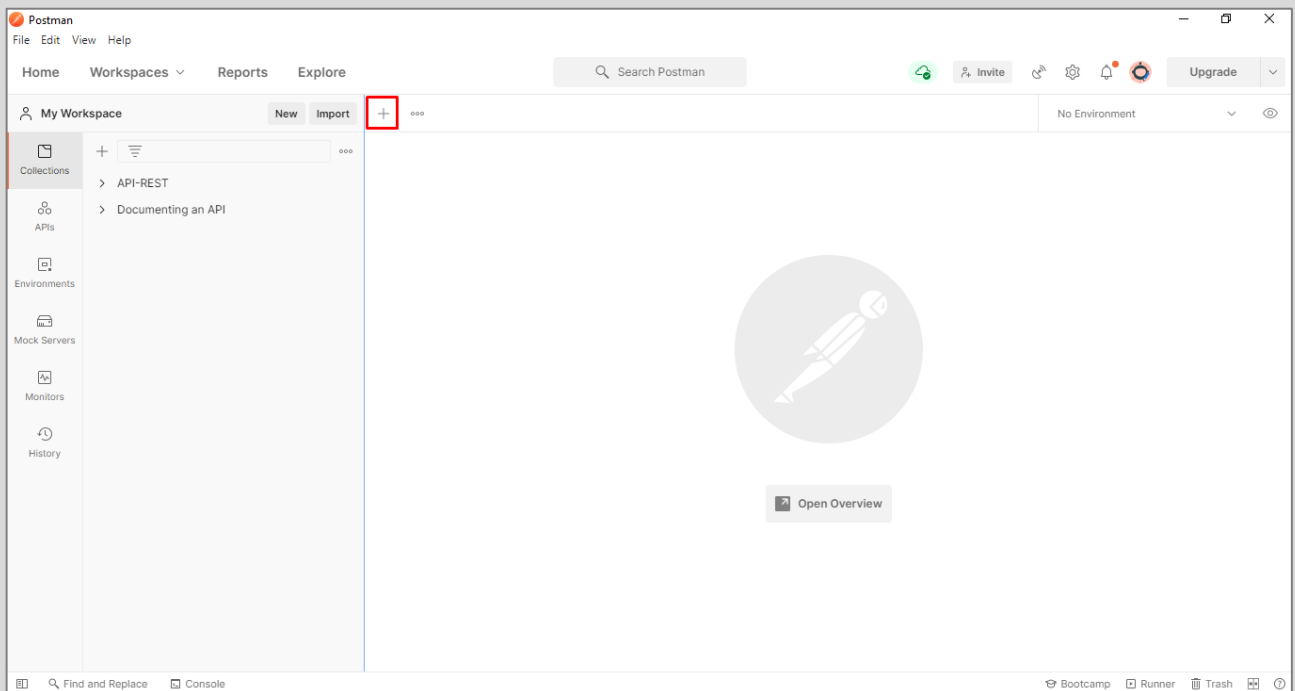 Postman
File Edit View Help
Home Workspaces Reports Explore Search Postman Invite Upgrade
My Workspace New Import No Environment
Collections
API-REST
Documenting an API
APIs
Environments
Mock Servers
Monitors
History
Open Overview
Find and Replace Console Bootcamp Runner Trash